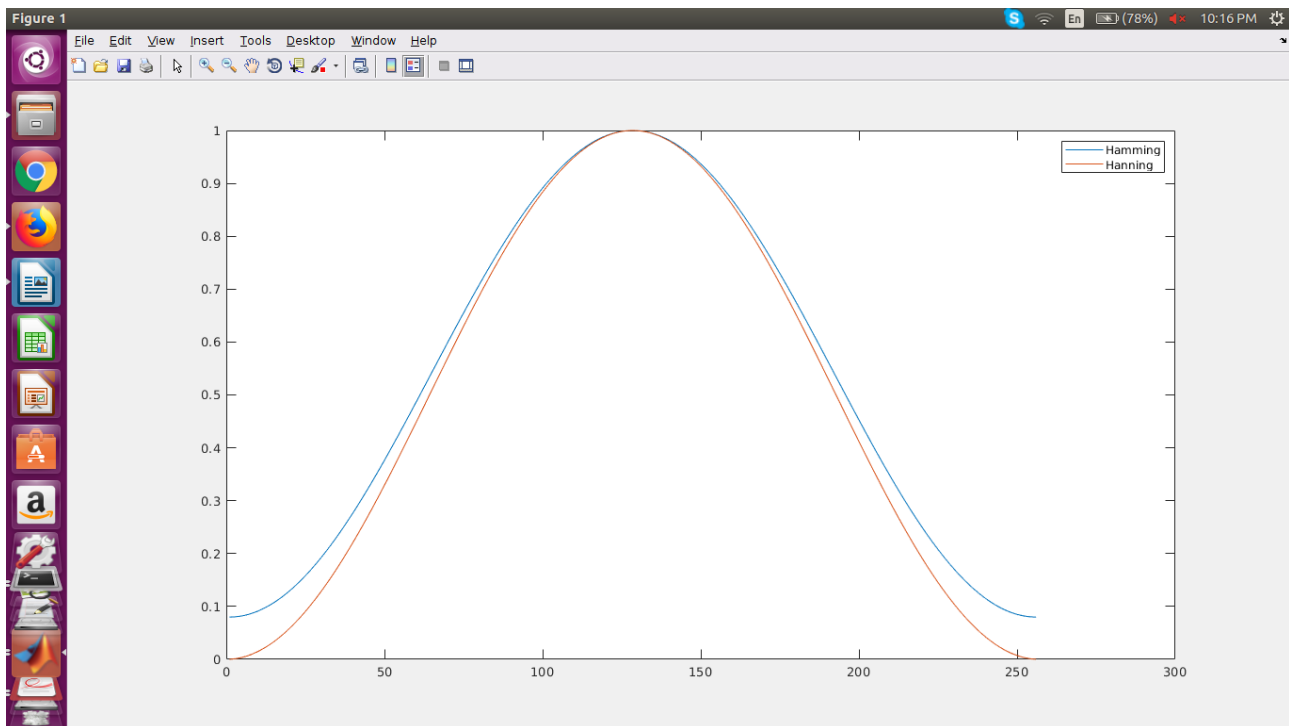 Figure 1
S En (78%) 10:16 PM
File Edit View Insert Tools Desktop Window Help
1
0.9
0.8
0.7
0.6
0.5
0.4
0.3
0.2
0.1
0
0 50 100 150 200 250 300
Hamming
Hanning
A
a
>_